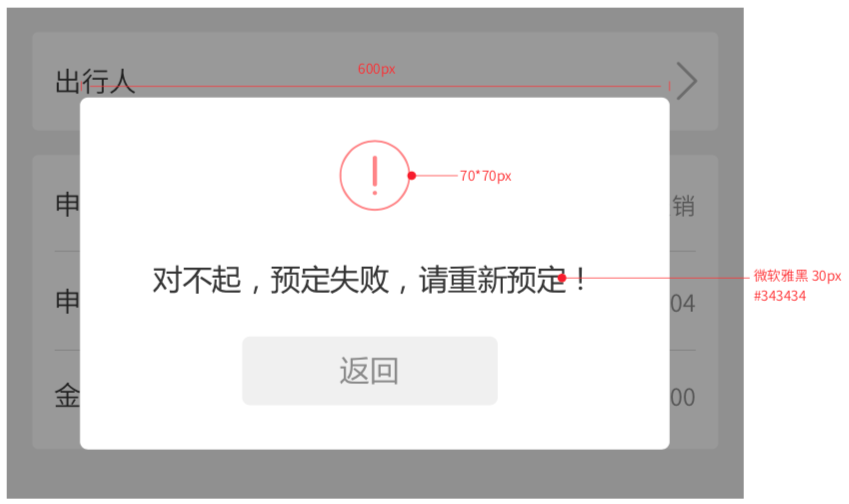 600px
出行人
70*70px
申
销
对不起，预定失败，请重新预定！
微软雅黑 30px
#343434
申
04
返回
金
00